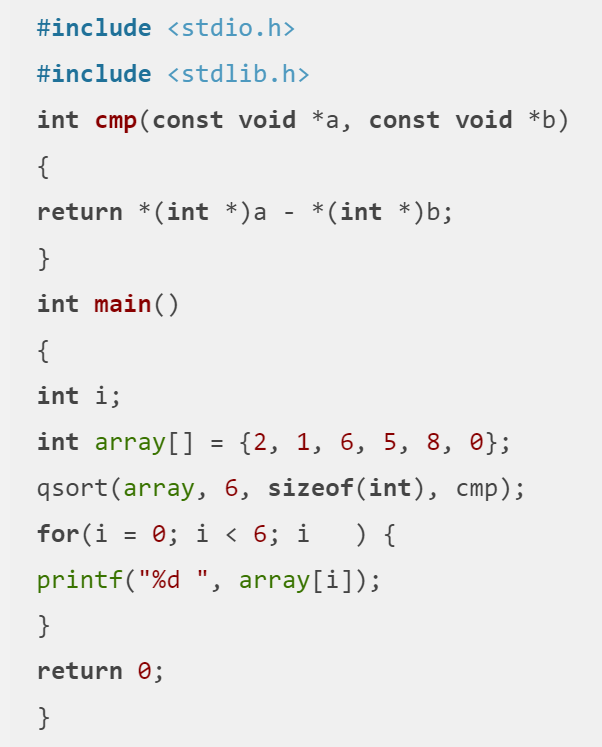 #include <stdio.h>
#include <stdlib.h>
int cmp(const void *a, const void *b)
{
return *(int *)a - *(int *)b;
}
int main()
{
int i;
int array[] = {2, 1, 6, 5, 8, 0};
qsort(array, 6, sizeof(int), cmp);
for(i = 0; i < 6; i   ) {
printf("%d ", array[i]);
}
return 0;
}